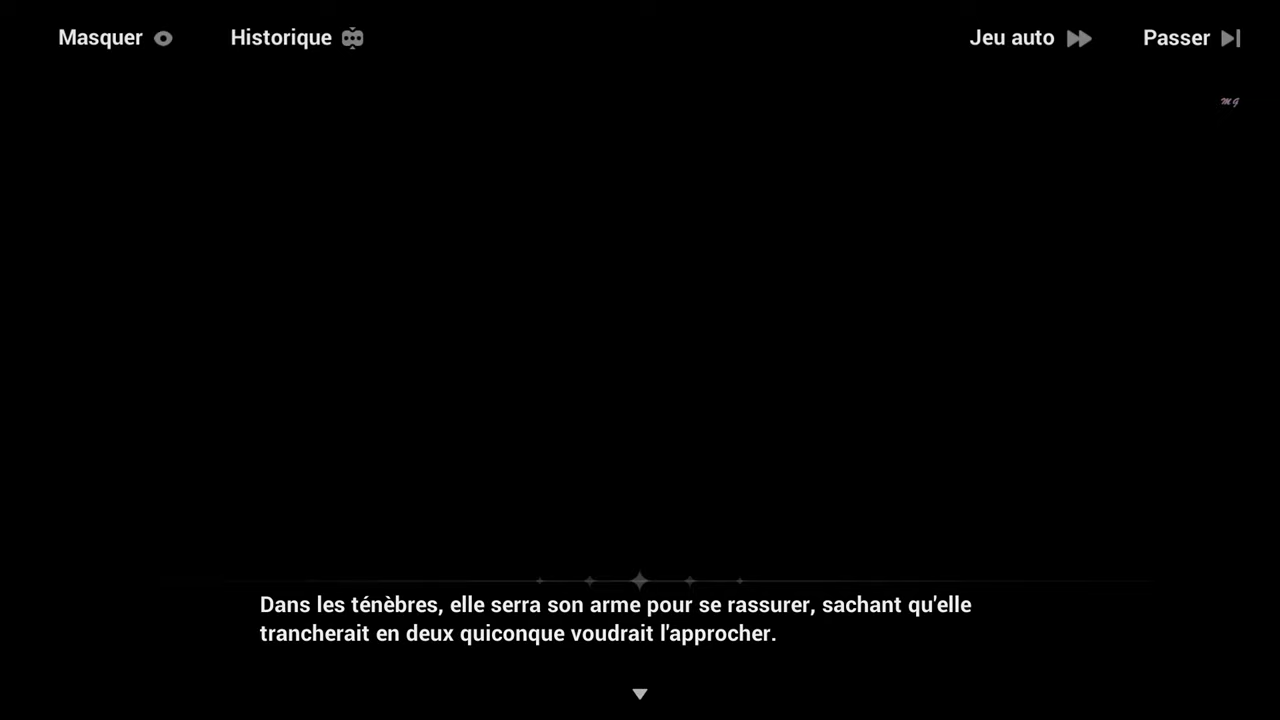 Masquer
Historique
Jeu auto
Passer
MG
Dans les ténèbres, elle serra son arme pour se rassurer, sachant qu'elle
trancherait en deux quiconque voudrait l'approcher.